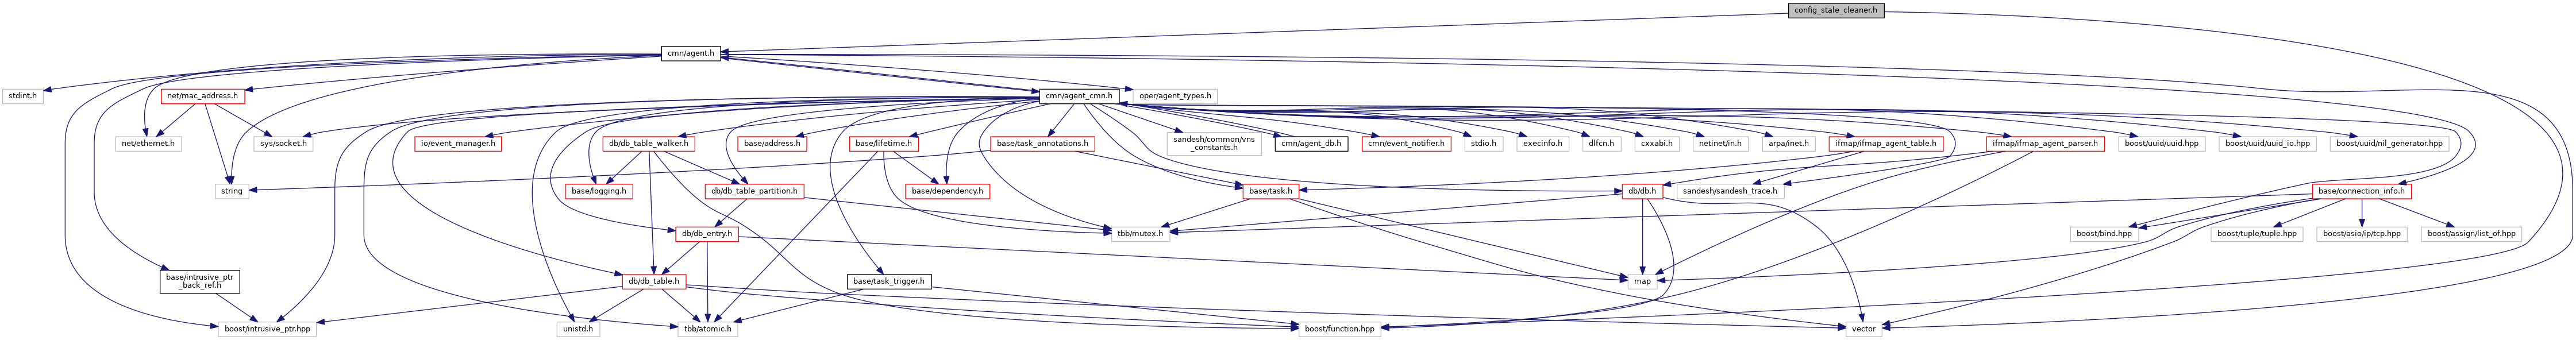 config_stale_cleaner.h
cmn/agent.h
stdint.h
net/mac_address.h
cmn/agent_cmn.h
oper/agent_types.h
net/ethernet.h
sys/socket.h
io/event_manager.h
db/db_table_walker.h
base/address.h
base/lifetime.h
base/task_annotations.h
sandesh/common/vns
_constants.h
cmn/agent_db.h
cmn/event_notifier.h
stdio.h
execinfo.h
dlfcn.h
cxxabi.h
netinet/in.h
arpa/inet.h
ifmap/ifmap_agent_table.h
ifmap/ifmap_agent_parser.h
boost/uuid/uuid.hpp
boost/uuid/uuid_io.hpp
boost/uuid/nil_generator.hpp
string
base/logging.h
db/db_table_partition.h
base/dependency.h
base/task.h
db/db.h
sandesh/sandesh_trace.h
base/connection_info.h
db/db_entry.h
tbb/mutex.h
boost/bind.hpp
boost/tuple/tuple.hpp
boost/asio/ip/tcp.hpp
boost/assign/list_of.hpp
base/intrusive_ptr
_back_ref.h
db/db_table.h
base/task_trigger.h
map
boost/intrusive_ptr.hpp
unistd.h
tbb/atomic.h
boost/function.hpp
vector